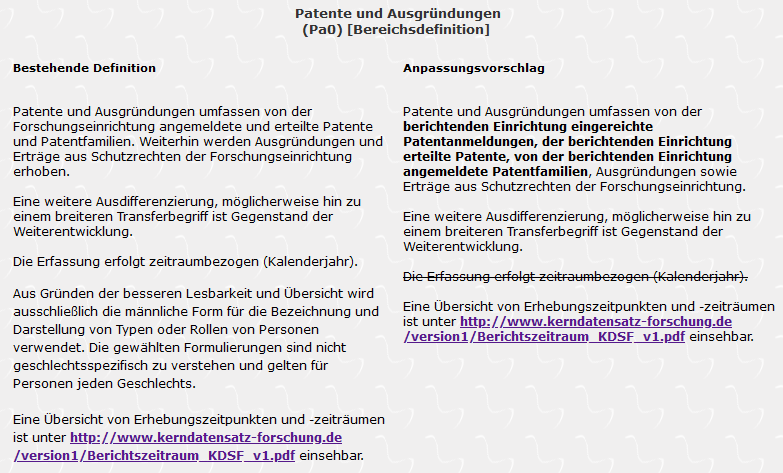 Patente und Ausgründungen
(Pa0) [Bereichsdefinition]
Bestehende Definition
Patente und Ausgründungen umfassen von der
Forschungseinrichtung angemeldete und erteilte Patente
und Patentfamilien. Weiterhin werden Ausgründungen und
Erträge aus Schutzrechten der Forschungseinrichtung
erhoben.
Eine weitere Ausdifferenzierung, möglicherweise hin zu
einem breiteren Transferbegriff ist Gegenstand der
Weiterentwicklung.
Die Erfassung erfolgt zeitraumbezogen (Kalenderjahr).
Aus Gründen der besseren Lesbarkeit und Übersicht wird
ausschließlich die männliche Form für die Bezeichnung und
Darstellung von Typen oder Rollen von Personen
verwendet. Die gewählten Formulierungen sind nicht
geschlechtsspezifisch zu verstehen und gelten für
Personen jeden Geschlechts.
Eine Übersicht von Erhebungszeitpunkten und -zeiträumen
ist unter http://www.kerndatensatz-forschung.de
/version1/Berichtszeitraum_KDSF_v1.pdf einsehbar.
Anpassungsvorschlag
Patente und Ausgründungen umfassen von der
berichtenden Einrichtung eingereichte
Patentanmeldungen, der berichtenden Einrichtung
erteilte Patente, von der berichtenden Einrichtung
angemeldete Patentfamilien, Ausgründungen sowie
Erträge aus Schutzrechten der Forschungseinrichtung.
Eine weitere Ausdifferenzierung, möglicherweise hin zu
einem breiteren Transferbegriff ist Gegenstand der
Weiterentwicklung.
Die Erfassung erfolgt zeitraumbezogen (Kalenderjahr).
Eine Übersicht von Erhebungszeitpunkten und -zeiträumen
ist unter http://www.kerndatensatz-forschung.de
/version1/Berichtszeitraum_KDSF_v1.pdf einsehbar.